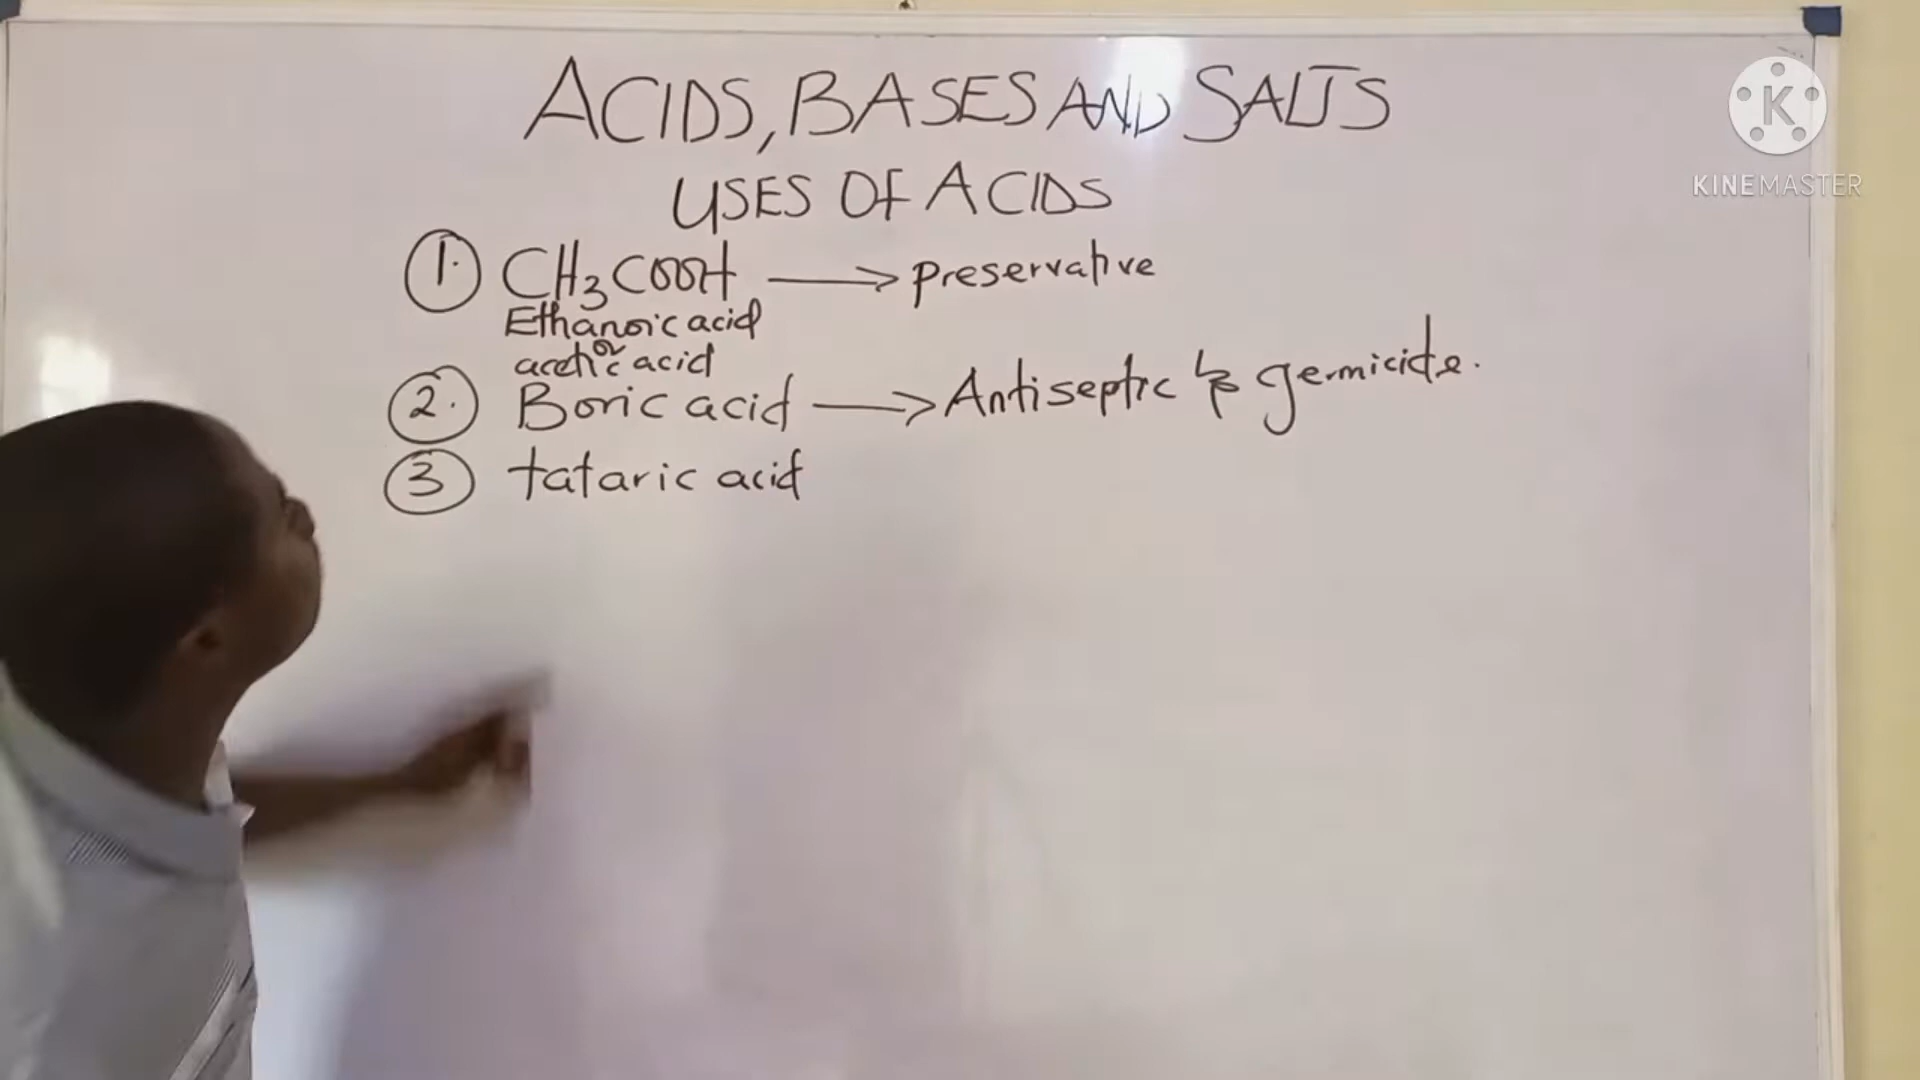 ACIDS, BASES AND SALTS
USES OF ACIDS
1. CH3COOH → preservative
Ethanoic acid
or
acetic acid
2. Boric acid → Antiseptic & germicide.
3 tataric acid
K
KINEMASTER